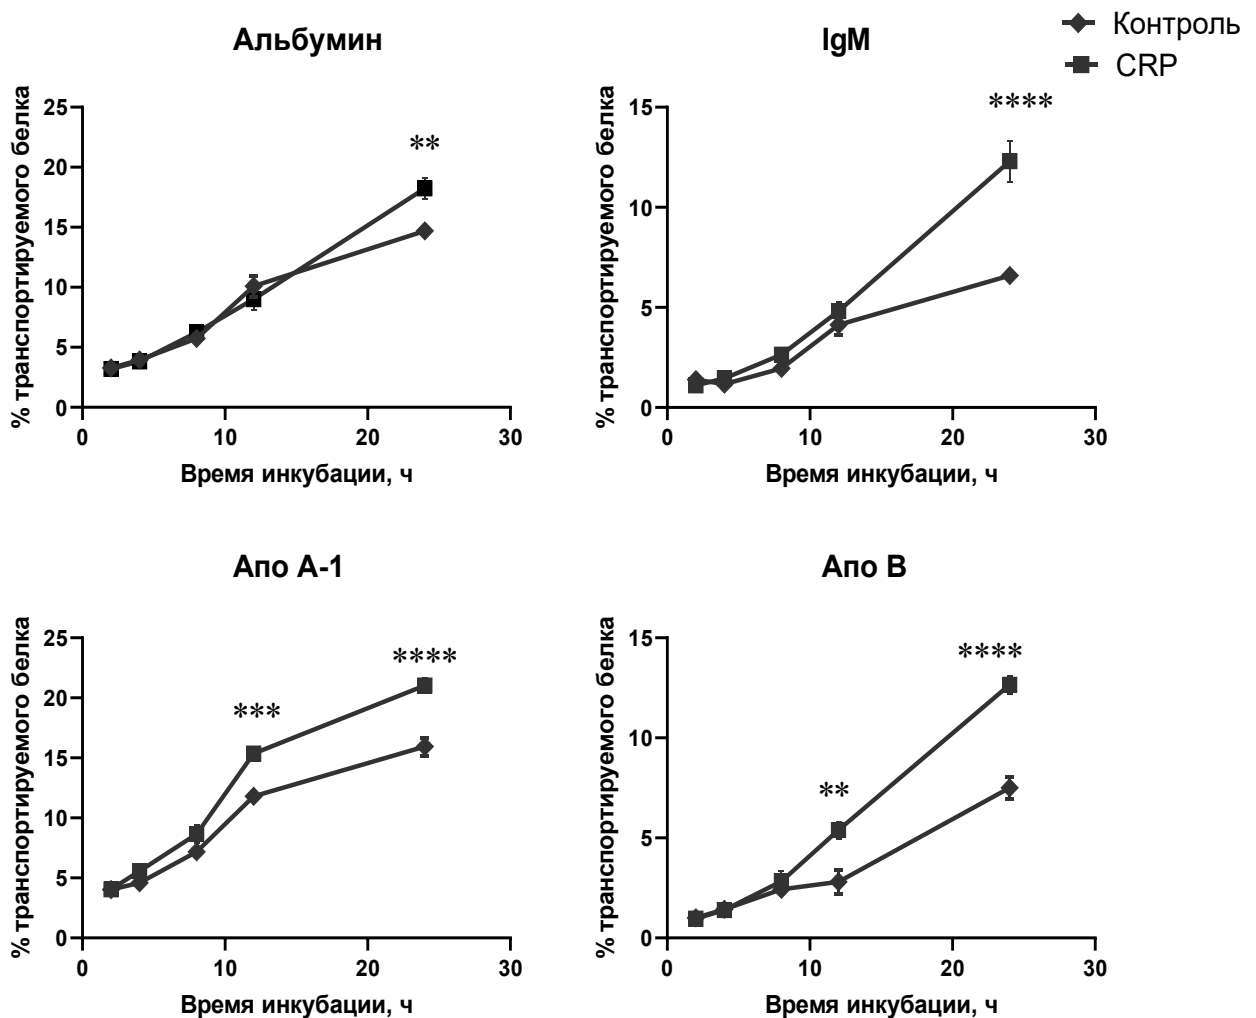 Контроль
CRP
Альбумин
**
% транспортируемого белка
25
20
15
10
5
0
0 10 20 30
Время инкубации, ч
IgM
****
% транспортируемого белка
15
10
5
0
0 10 20 30
Время инкубации, ч
Апо А-1
***
****
% транспортируемого белка
25
20
15
10
5
0
0 10 20 30
Время инкубации, ч
Апо В
**
****
% транспортируемого белка
15
10
5
0
0 10 20 30
Время инкубации, ч